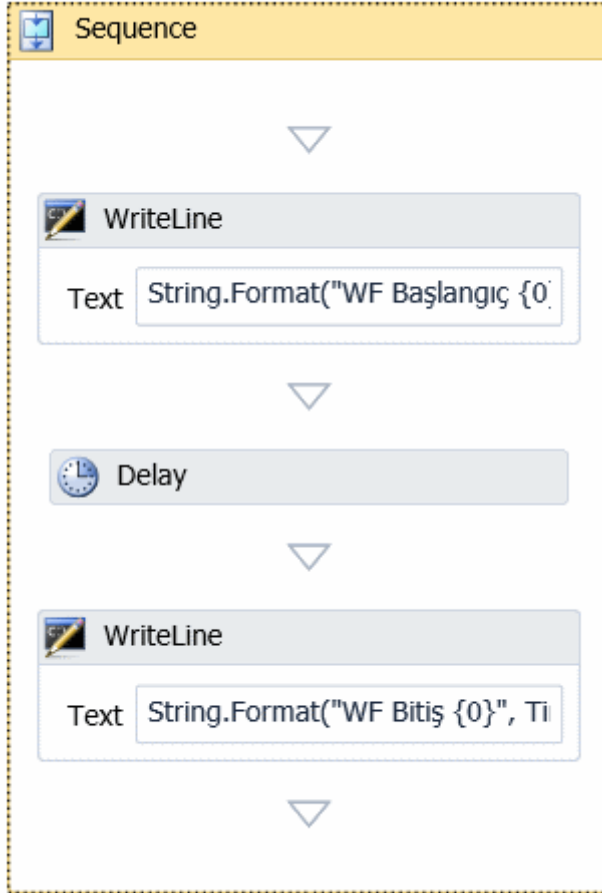 Sequence
WriteLine
Text String.Format("WF Başlangıç {0}
Delay
WriteLine
Text String.Format("WF Bitiş {0}", Ti